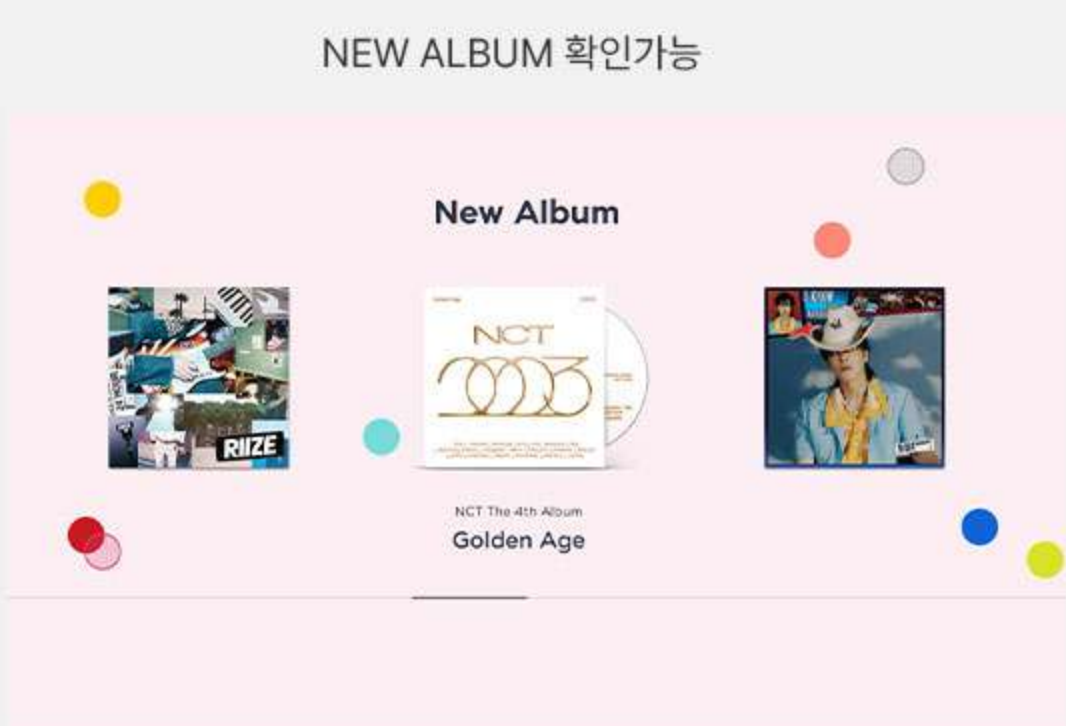 NEW ALBUM 확인가능
New Album
RIIZE
NCT
2023
NCT The 4th Album
Golden Age